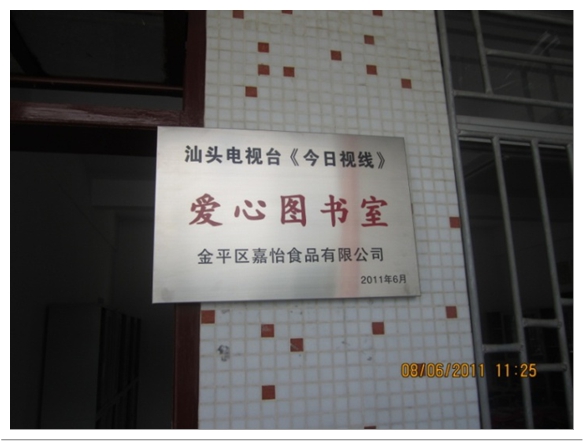 汕头电视台《今日视线》
爱心图书室
金平区嘉怡食品有限公司
2011年6月
08/06/2011 11:25